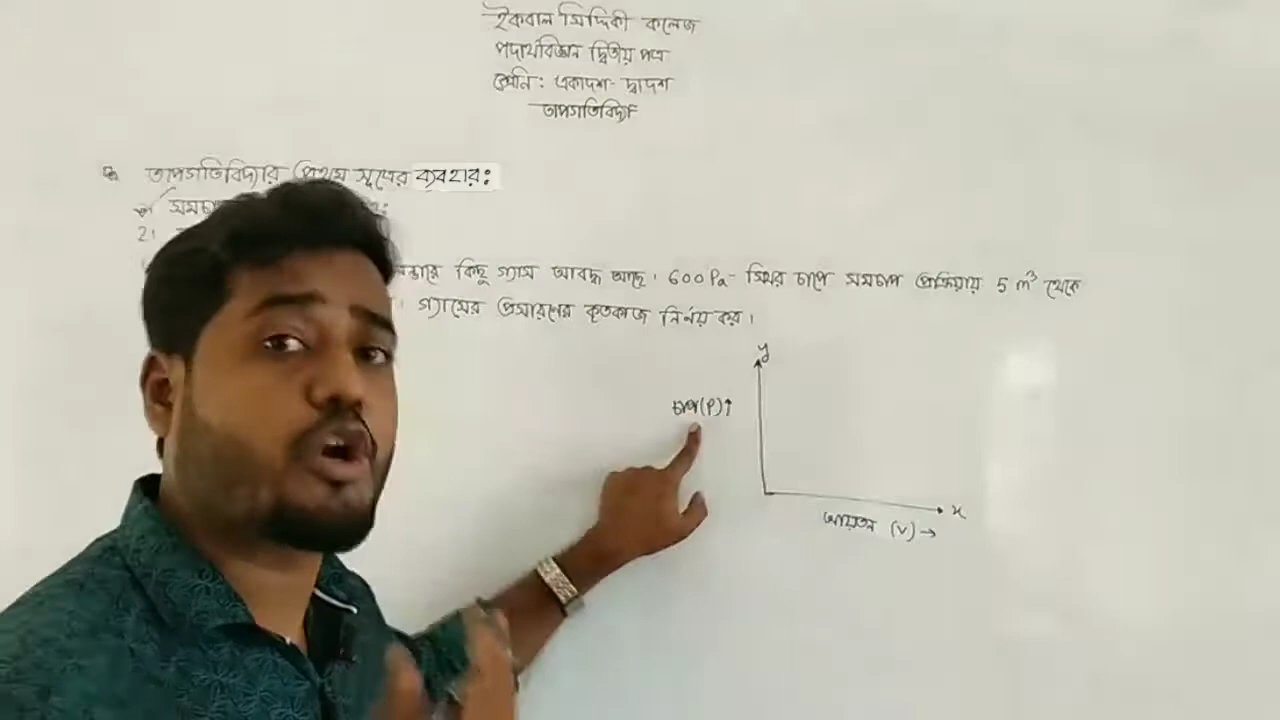 ইকবাল সিদ্দিকী কলেজ
পদার্থবিজ্ঞান দ্বিতীয় পত্র
শ্রেনি: একাদশ- দ্বাদশ
তাপগতিবিদ্যা
তাপগতিবিদ্যার প্রথম সূত্রের ব্যবহার:
সমচা
2।
কিছু গ্যাস আবদ্ধ আছে। 600 Pa- স্থির চাপে সমচাপ প্রক্রিয়ায় 5 m³ থেকে
। গ্যাসের প্রসারণের কৃতকাজ নির্ণয় কর।
y
চাপ(P)↑
x
আয়তন (V) →